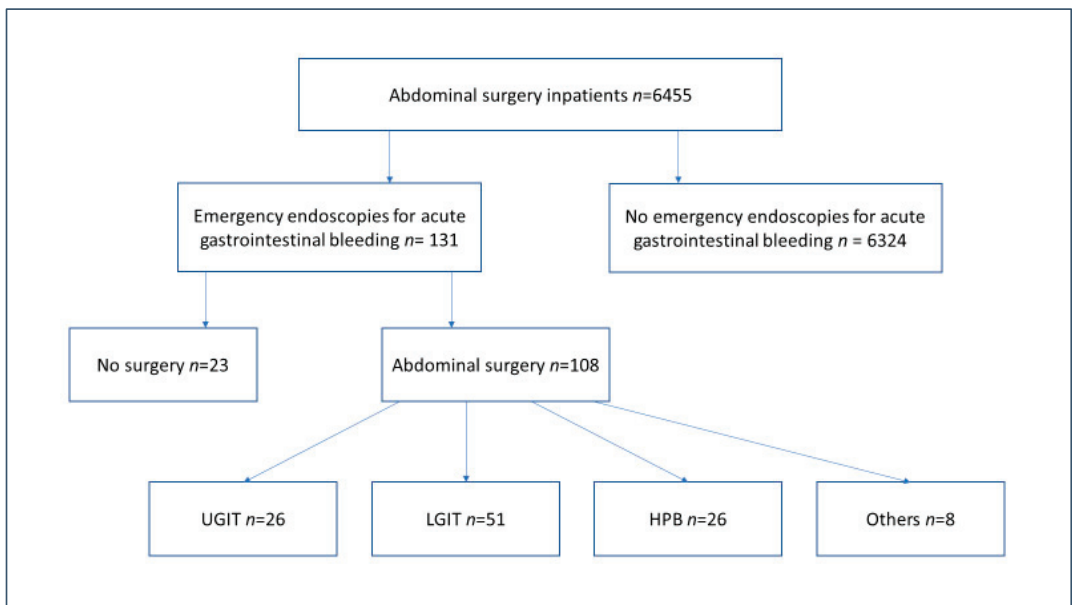 Abdominal surgery inpatients n=6455
Emergency endoscopies for acute
gastrointestinal bleeding n= 131
No emergency endoscopies for acute
gastrointestinal bleeding n = 6324
No surgery n=23
Abdominal surgery n=108
UGIT n=26
LGIT n=51
HPB n=26
Others n=8